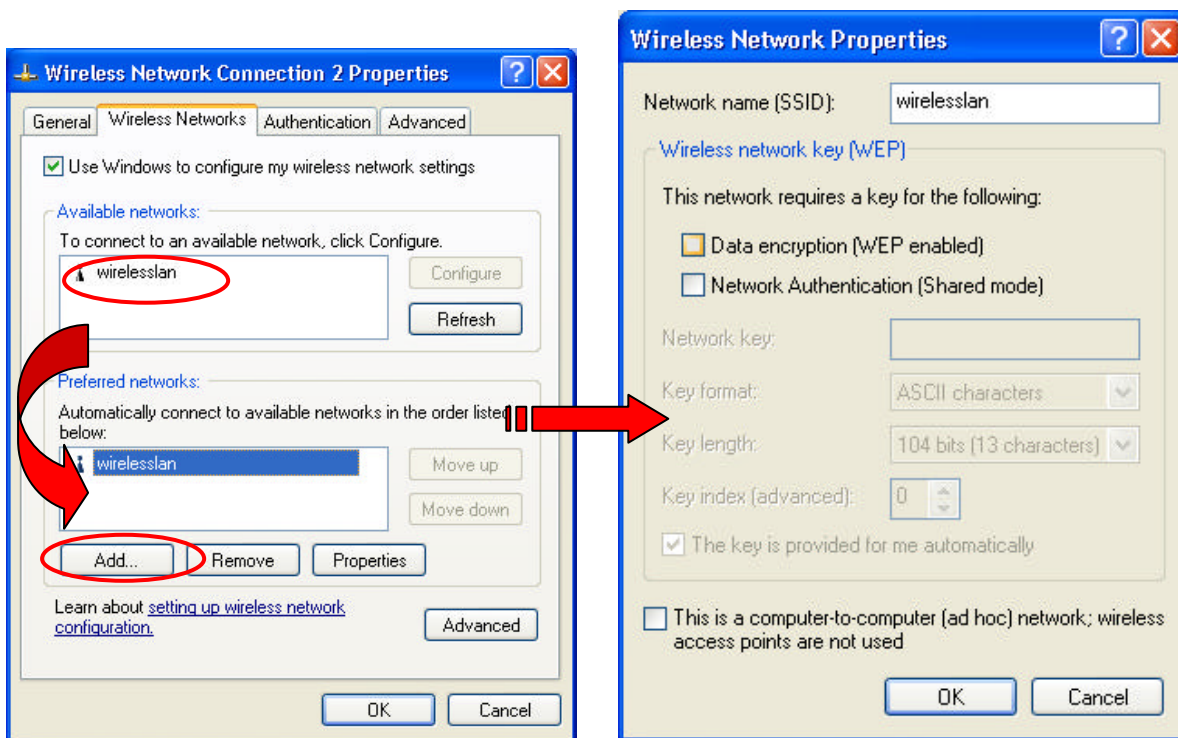 Wireless Network Connection 2 Properties
General Wireless Networks Authentication Advanced
Use Windows to configure my wireless network settings
Available networks:
To connect to an available network, click Configure.
wirelesslan
Configure
Refresh
Preferred networks:
Automatically connect to available networks in the order listed
below:
wirelesslan
Move up
Move down
Add... Remove Properties
Learn about setting up wireless network
configuration.
Advanced
OK Cancel
Wireless Network Properties
Network name (SSID): wirelesslan
Wireless network key (WEP)
This network requires a key for the following:
Data encryption (WEP enabled)
Network Authentication (Shared mode)
Network key:
Key format: ASCII characters
Key length: 104 bits (13 characters)
Key index (advanced): 0
The key is provided for me automatically
This is a computer-to-computer (ad hoc) network; wireless
access points are not used
OK Cancel